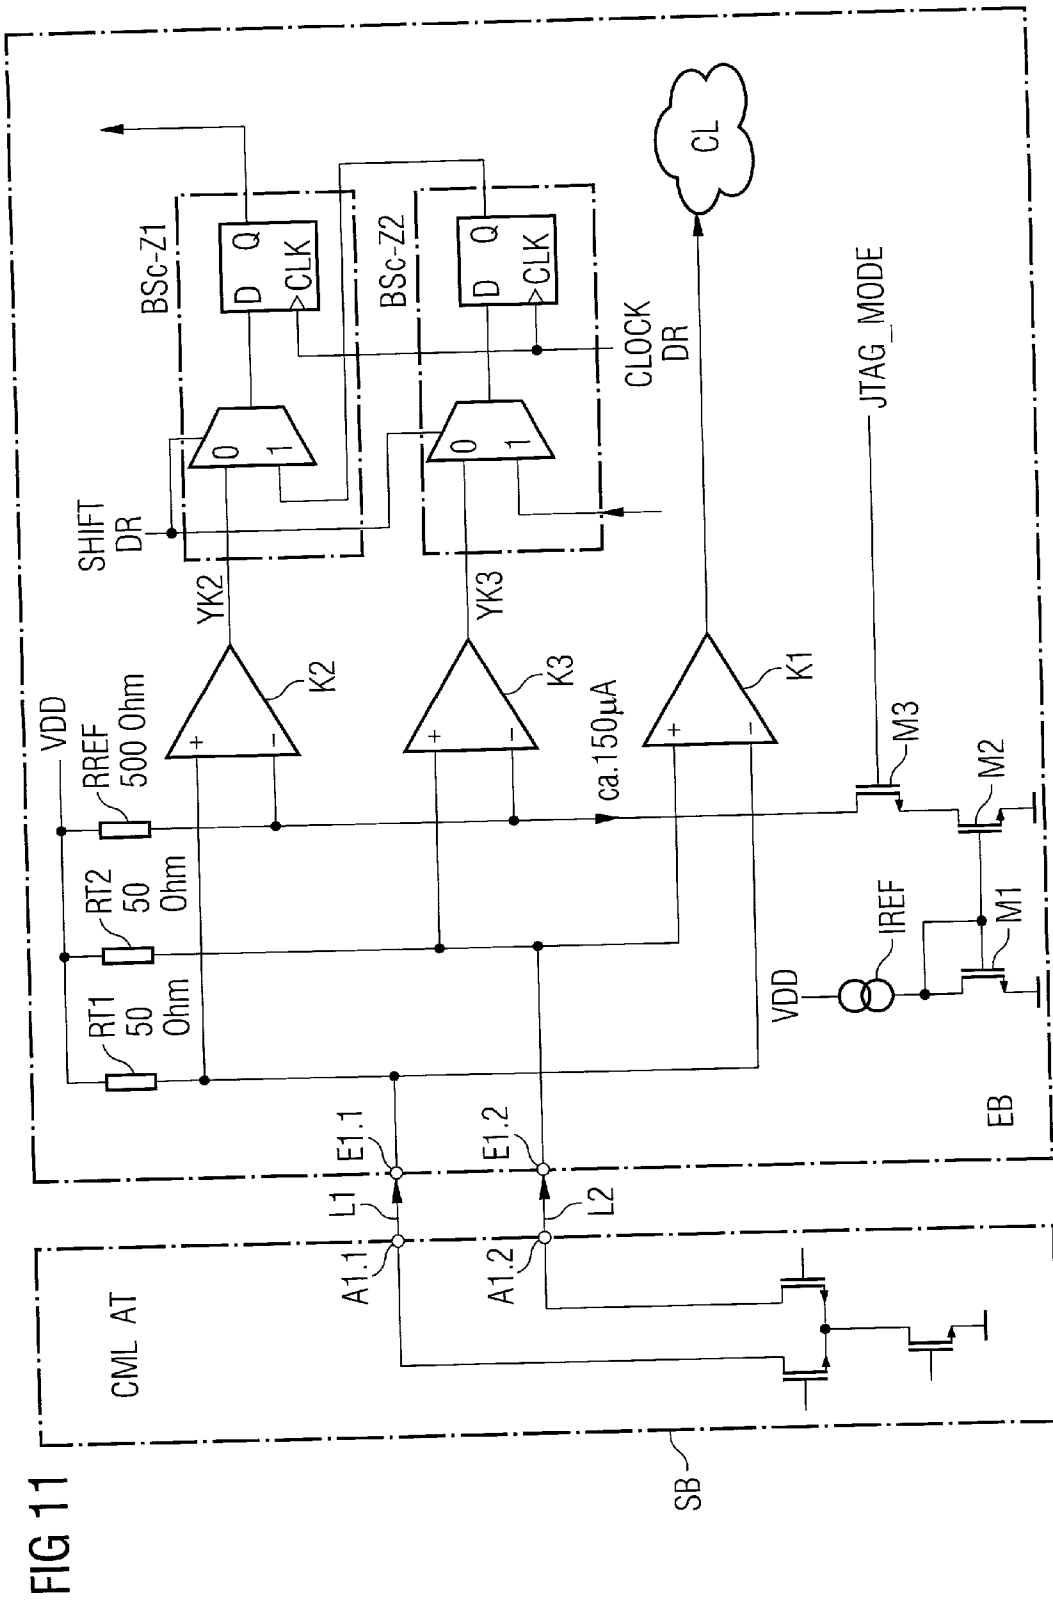 FIG 11
CML AT
SB
A1.1
A1.2
L1
L2
E1.1
E1.2
EB
RT1
50
Ohm
RT2
50
Ohm
RREF
500 Ohm
VDD
VDD
IREF
M1
M2
M3
JTAG_MODE
ca.150µA
+
−
K2
+
−
K3
+
−
K1
YK2
YK3
SHIFT
DR
BSc-Z1
0
1
D
Q
CLK
BSc-Z2
0
1
D
Q
CLK
CLOCK
DR
CL